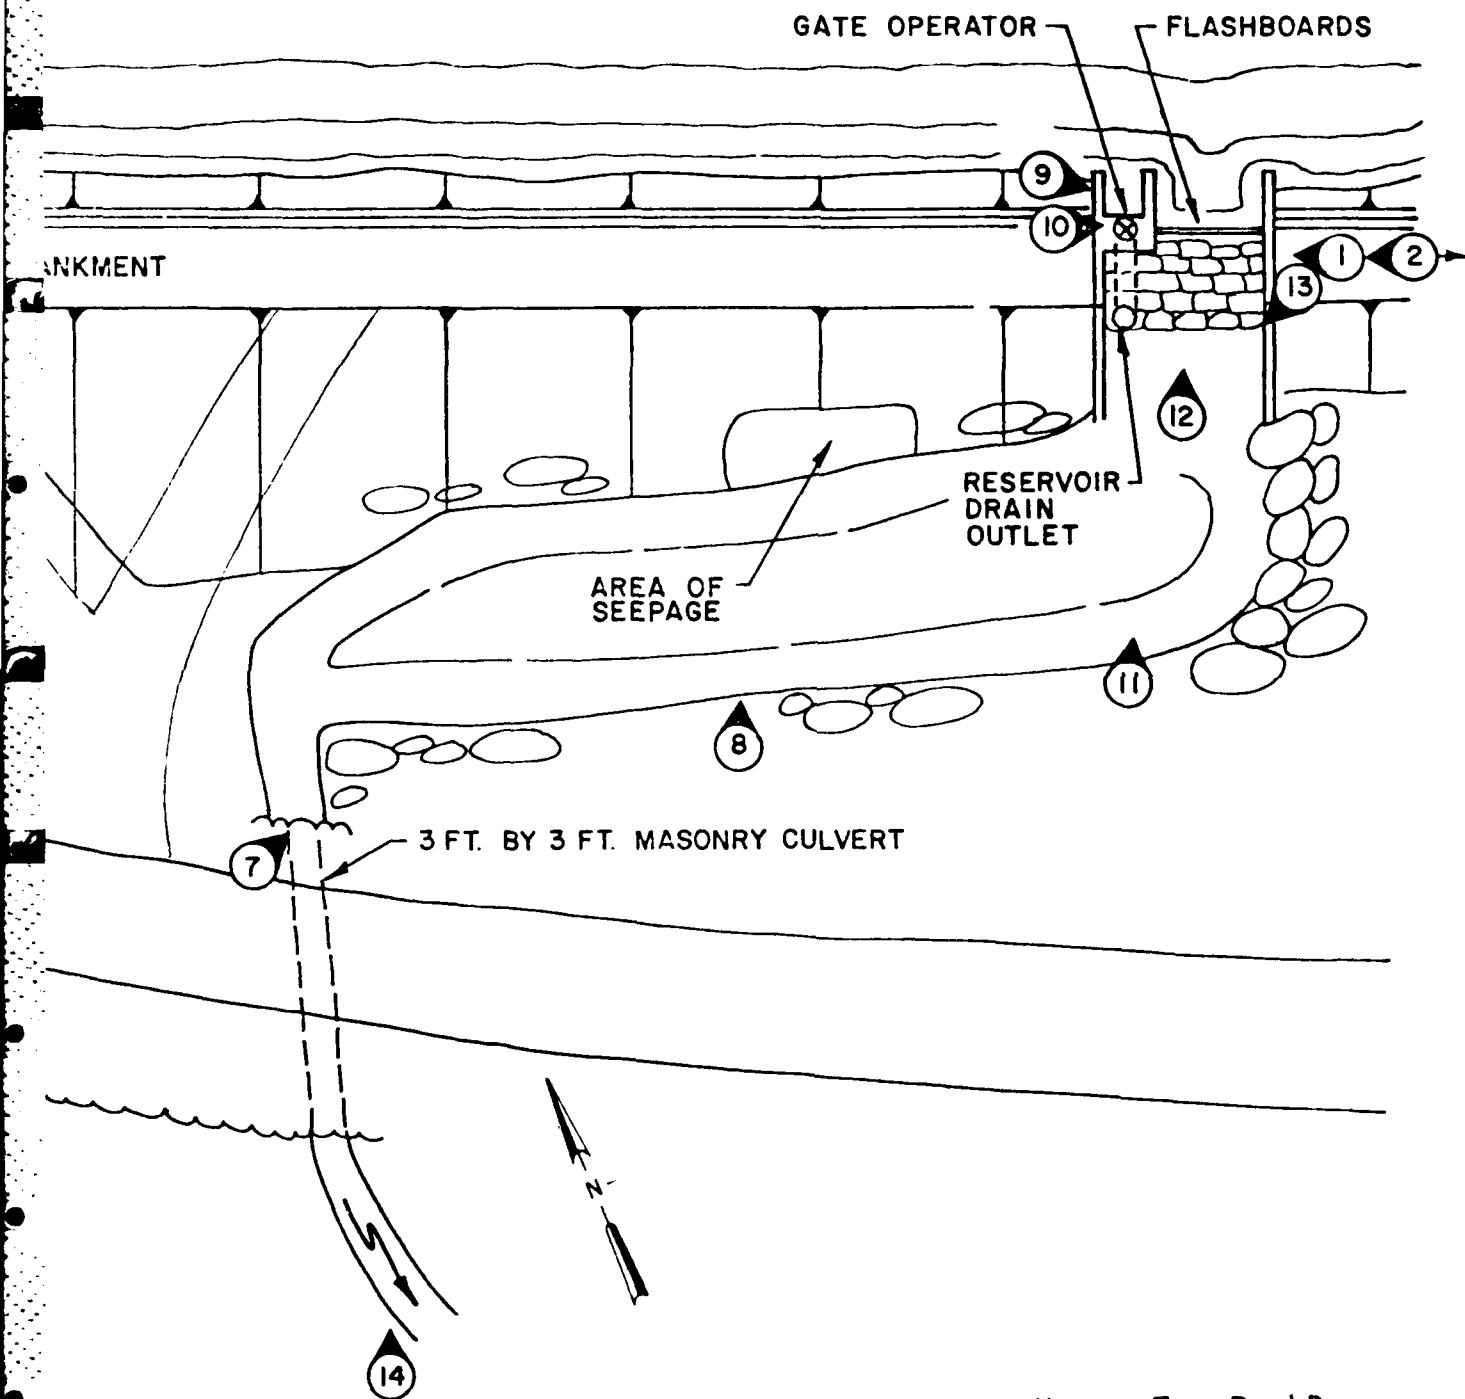 GATE OPERATOR
FLASHBOARDS
9
10
1
2
13
ANKMENT
12
RESERVOIR
DRAIN
OUTLET
AREA OF
SEEPAGE
11
8
3 FT. BY 3 FT. MASONRY CULVERT
7
N
14